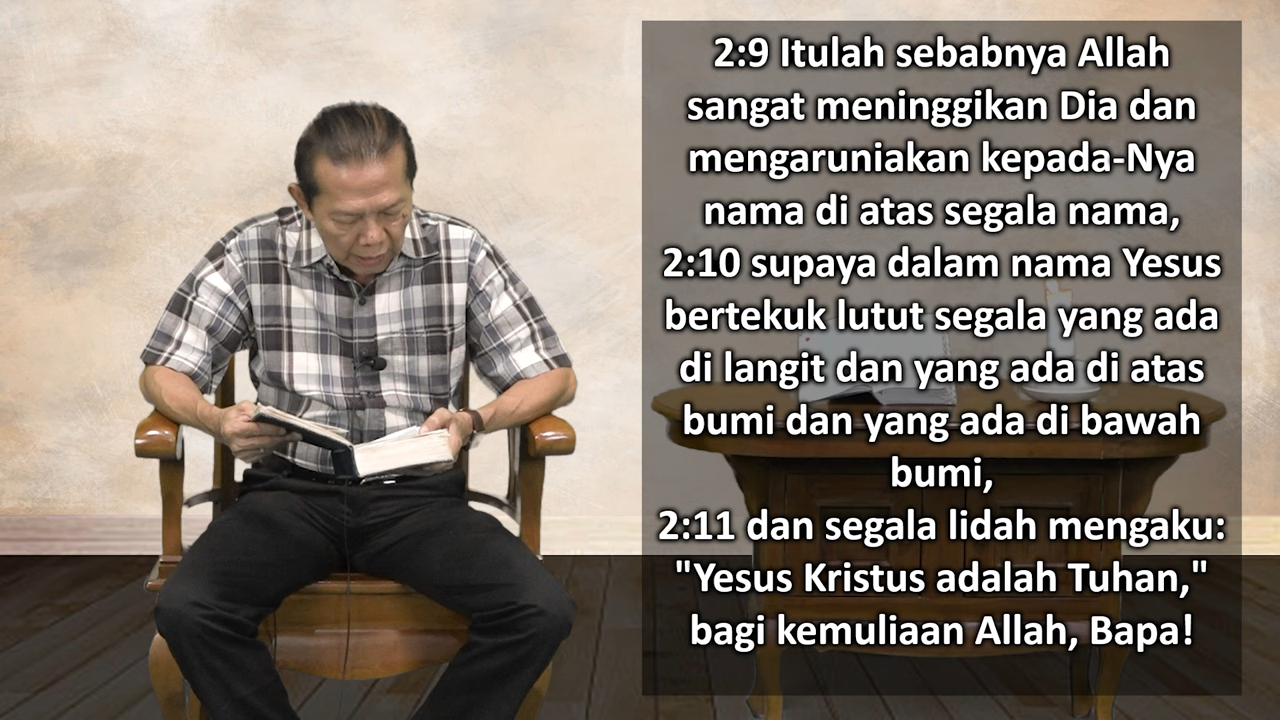 2:9 Itulah sebabnya Allah
sangat meninggikan Dia dan
mengaruniakan kepada-Nya
nama di atas segala nama,
2:10 supaya dalam nama Yesus
bertekuk lutut segala yang ada
di langit dan yang ada di atas
bumi dan yang ada di bawah
bumi,
2:11 dan segala lidah mengaku:
"Yesus Kristus adalah Tuhan,"
bagi kemuliaan Allah, Bapa!